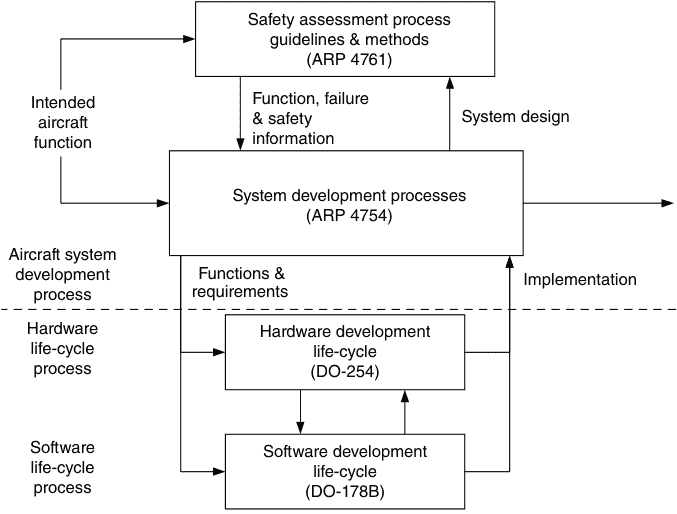 Safety assessment process
guidelines & methods
(ARP 4761)
Intended
aircraft
function
Function, failure
& safety
information
System design
System development processes
(ARP 4754)
Aircraft system
development
process
Functions &
requirements
Implementation
Hardware
life-cycle
process
Hardware development
life-cycle
(DO-254)
Software
life-cycle
process
Software development
life-cycle
(DO-178B)